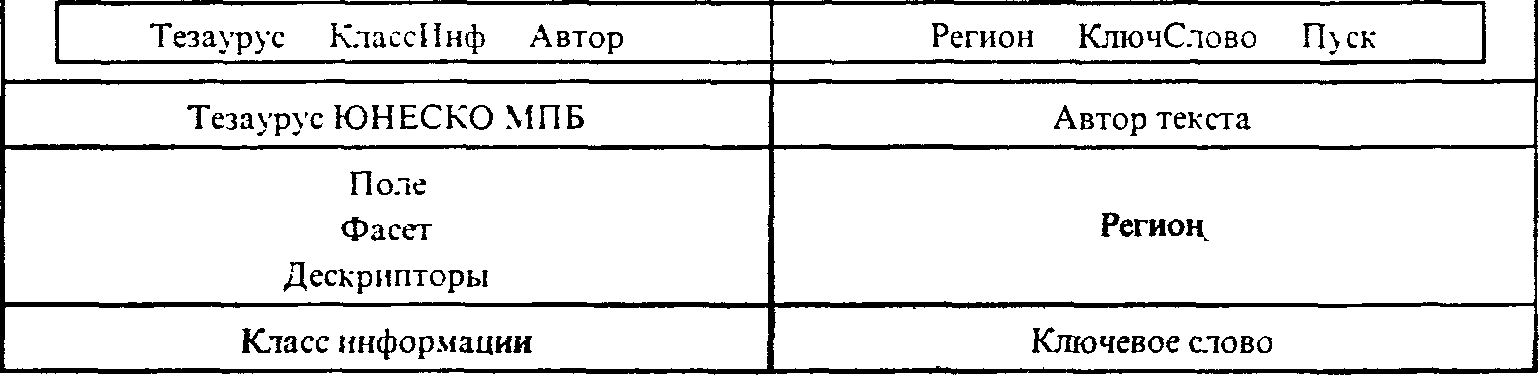 Тезаурус КлассИнф Автор Регион КлючСлово Пуск
Тезаурус ЮНЕСКО МПБ Автор текста
Поле
Фасет
Дескрипторы
Регион
Класс информации Ключевое слово